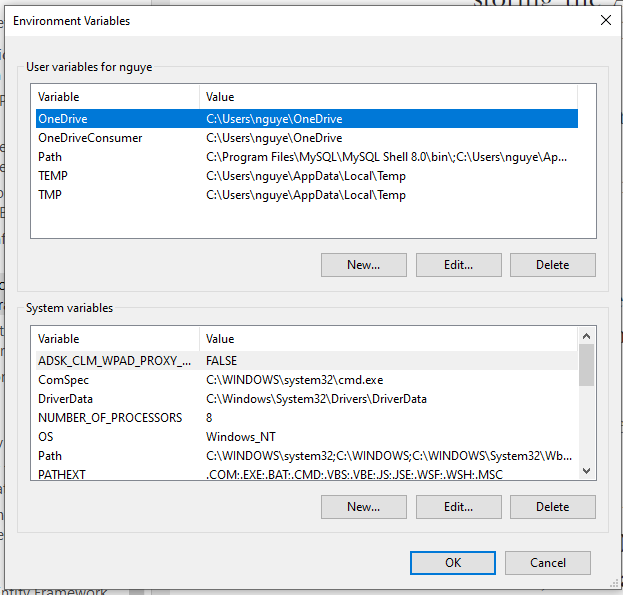 Environment Variables
User variables for nguye
Variable Value
OneDrive C:\Users\nguye\OneDrive
OneDriveConsumer C:\Users\nguye\OneDrive
Path C:\Program Files\MySQL\MySQL Shell 8.0\bin\;C:\Users\nguye\Ap...
TEMP C:\Users\nguye\AppData\Local\Temp
TMP C:\Users\nguye\AppData\Local\Temp
New... Edit... Delete
System variables
Variable Value
ADSK_CLM_WPAD_PROXY_... FALSE
ComSpec C:\WINDOWS\system32\cmd.exe
DriverData C:\Windows\System32\Drivers\DriverData
NUMBER_OF_PROCESSORS 8
OS Windows_NT
Path C:\WINDOWS\system32;C:\WINDOWS;C:\WINDOWS\System32\Wb...
PATHEXT .COM;.EXE;.BAT;.CMD;.VBS;.VBE;.JS;.JSE;.WSF;.WSH;.MSC
New... Edit... Delete
OK Cancel
Framework